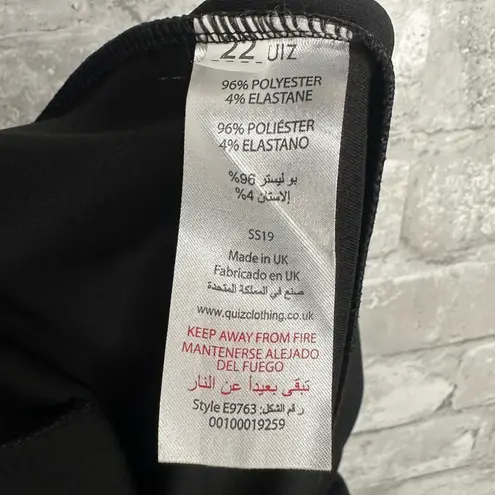 22 UIZ
96% POLYESTER
4% ELASTANE
96% POLIÉSTER
4% ELASTANO
بوليستر 96%
إلاستان 4%
SS19
Made in UK
Fabricado en UK
صنع في المملكة المتحدة
www.quizclothing.co.uk
KEEP AWAY FROM FIRE
MANTENERSE ALEJADO
DEL FUEGO
تبقى بعيدا عن النار
Style E9763 :رقم الشكل
00100019259